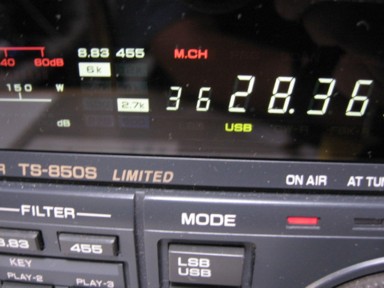 40 60dB 8.83 455 M.CH
6k
150 W
2.7k 36 28.36
dB USB
TS-850S LIMITED
ON AIR AT TU
FILTER MODE
8.83 455 LSB
USB
KEY
PLAY-2 PLAY-3